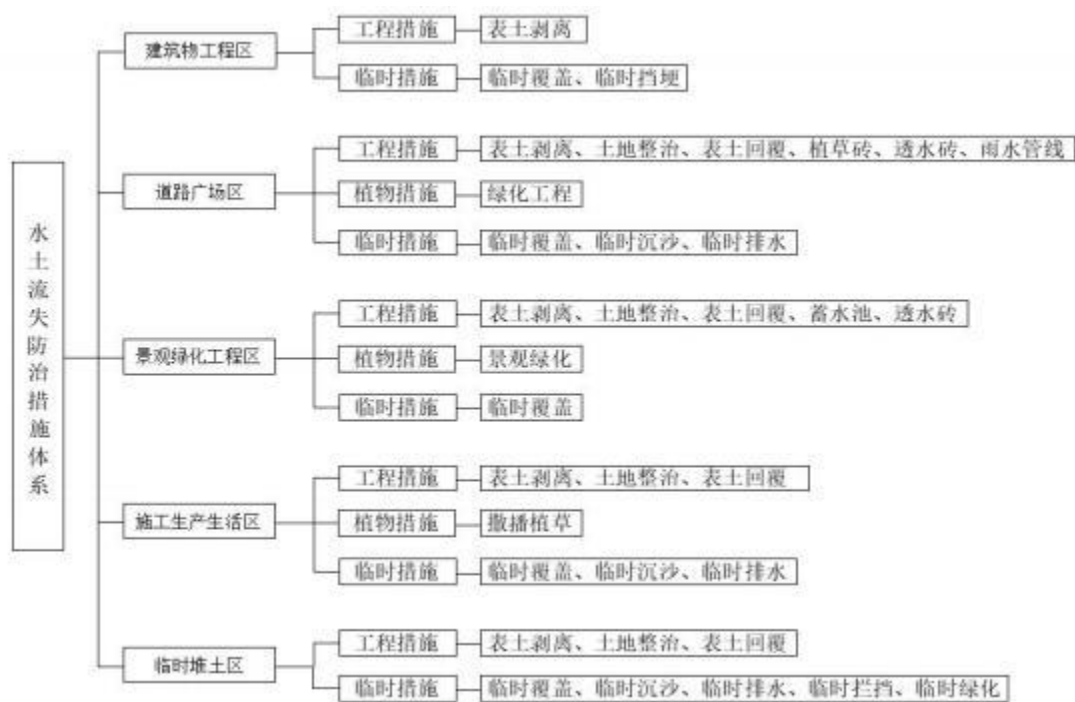 水土流失防治措施体系
建筑物工程区
工程措施
表土剥离
临时措施
临时覆盖、临时挡埂
道路广场区
工程措施
表土剥离、土地整治、表土回覆、植草砖、透水砖、雨水管线
植物措施
绿化工程
临时措施
临时覆盖、临时沉沙、临时排水
景观绿化工程区
工程措施
表土剥离、土地整治、表土回覆、蓄水池、透水砖
植物措施
景观绿化
临时措施
临时覆盖
施工生产生活区
工程措施
表土剥离、土地整治、表土回覆
植物措施
撒播植草
临时措施
临时覆盖、临时沉沙、临时排水
临时堆土区
工程措施
表土剥离、土地整治、表土回覆
临时措施
临时覆盖、临时沉沙、临时排水、临时拦挡、临时绿化